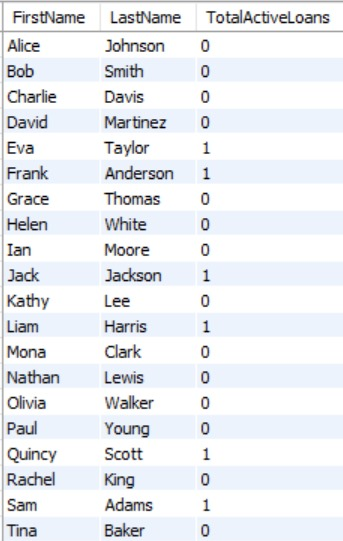 FirstName LastName TotalActiveLoans
Alice Johnson 0
Bob Smith 0
Charlie Davis 0
David Martinez 0
Eva Taylor 1
Frank Anderson 1
Grace Thomas 0
Helen White 0
Ian Moore 0
Jack Jackson 1
Kathy Lee 0
Liam Harris 1
Mona Clark 0
Nathan Lewis 0
Olivia Walker 0
Paul Young 0
Quincy Scott 1
Rachel King 0
Sam Adams 1
Tina Baker 0